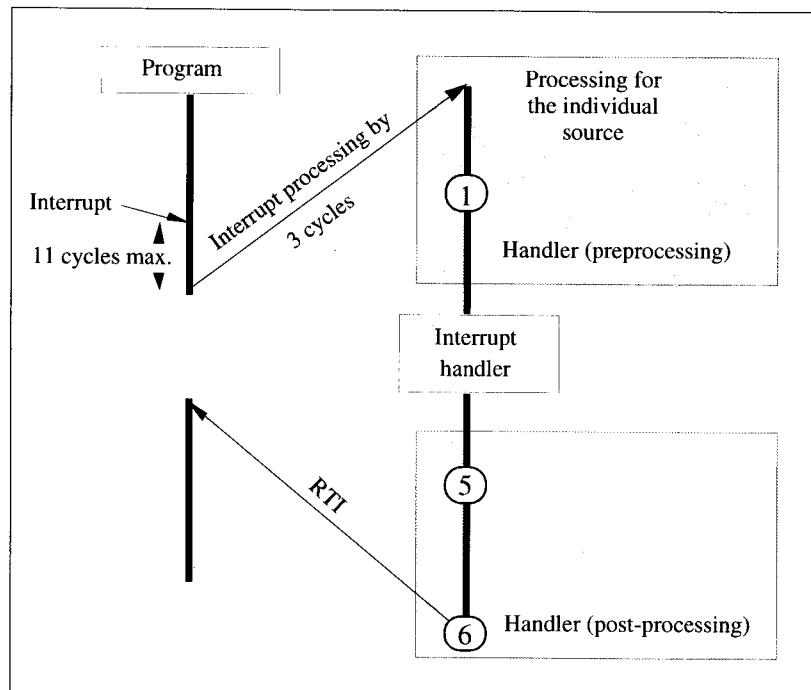 Program
Processing for
the individual
source
Interrupt processing by
3 cycles
1
Interrupt
11 cycles max.
Handler (preprocessing)
Interrupt
handler
5
RTI
6
Handler (post-processing)